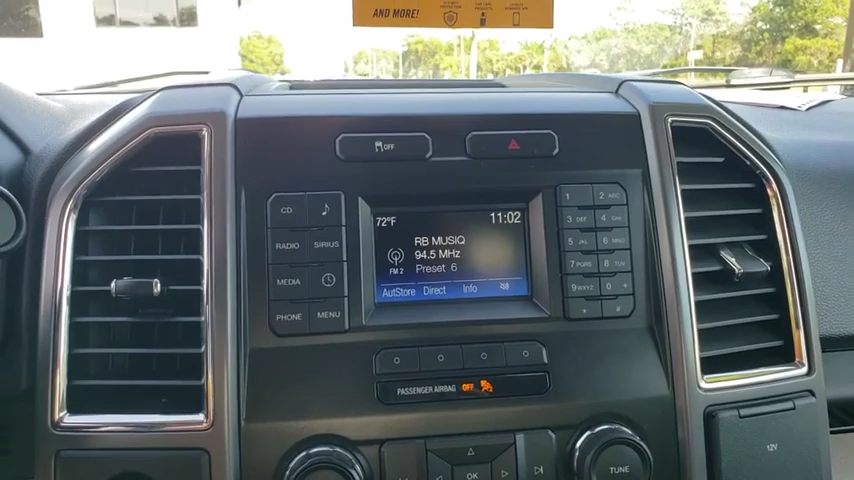 AND MORE!
OFF
CD
RADIO SIRIUS
MEDIA
PHONE MENU
72°F 11:02
RB MUSIQ
94.5 MHz
FM 2
Preset 6
AutoStore Direct Info
1 2 ABC
3 DEF 4 GHI
5 JKL 6 MNO
7 PQRS 8 TUV
9 WXYZ 0 +
* #
PASSENGER AIRBAG OFF
OK
TUNE
12V